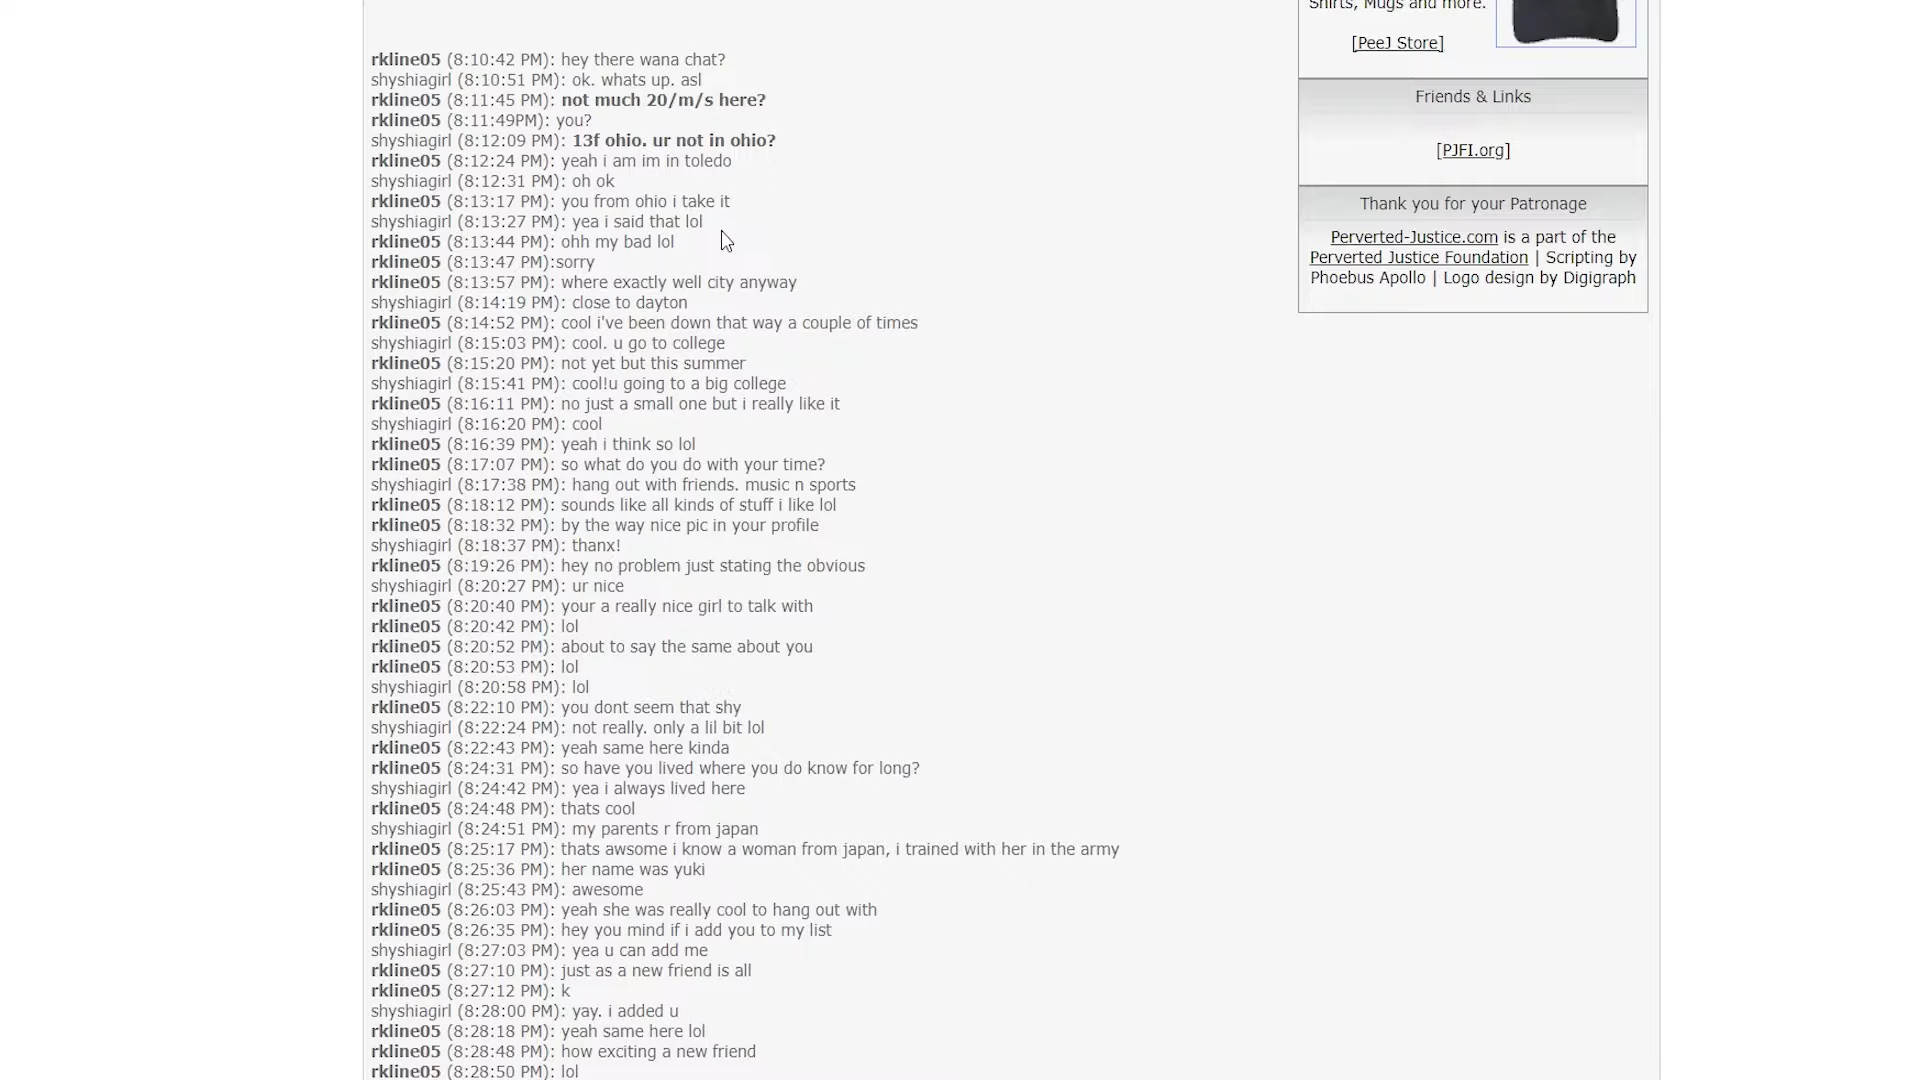 rkline05 (8:10:42 PM): hey there wana chat?
shyshiagirl (8:10:51 PM): ok. whats up. asl
rkline05 (8:11:45 PM): not much 20/m/s here?
rkline05 (8:11:49PM): you?
shyshiagirl (8:12:09 PM): 13f ohio. ur not in ohio?
rkline05 (8:12:24 PM): yeah i am im in toledo
shyshiagirl (8:12:31 PM): oh ok
rkline05 (8:13:17 PM): you from ohio i take it
shyshiagirl (8:13:27 PM): yea i said that lol
rkline05 (8:13:44 PM): ohh my bad lol
rkline05 (8:13:47 PM):sorry
rkline05 (8:13:57 PM): where exactly well city anyway
shyshiagirl (8:14:19 PM): close to dayton
rkline05 (8:14:52 PM): cool i've been down that way a couple of times
shyshiagirl (8:15:03 PM): cool. u go to college
rkline05 (8:15:20 PM): not yet but this summer
shyshiagirl (8:15:41 PM): cool!u going to a big college
rkline05 (8:16:11 PM): no just a small one but i really like it
shyshiagirl (8:16:20 PM): cool
rkline05 (8:16:39 PM): yeah i think so lol
rkline05 (8:17:07 PM): so what do you do with your time?
shyshiagirl (8:17:38 PM): hang out with friends. music n sports
rkline05 (8:18:12 PM): sounds like all kinds of stuff i like lol
rkline05 (8:18:32 PM): by the way nice pic in your profile
shyshiagirl (8:18:37 PM): thanx!
rkline05 (8:19:26 PM): hey no problem just stating the obvious
shyshiagirl (8:20:27 PM): ur nice
rkline05 (8:20:40 PM): your a really nice girl to talk with
rkline05 (8:20:42 PM): lol
rkline05 (8:20:52 PM): about to say the same about you
rkline05 (8:20:53 PM): lol
shyshiagirl (8:20:58 PM): lol
rkline05 (8:22:10 PM): you dont seem that shy
shyshiagirl (8:22:24 PM): not really. only a lil bit lol
rkline05 (8:22:43 PM): yeah same here kinda
rkline05 (8:24:31 PM): so have you lived where you do know for long?
shyshiagirl (8:24:42 PM): yea i always lived here
rkline05 (8:24:48 PM): thats cool
shyshiagirl (8:24:51 PM): my parents r from japan
rkline05 (8:25:17 PM): thats awsome i know a woman from japan, i trained with her in the army
rkline05 (8:25:36 PM): her name was yuki
shyshiagirl (8:25:43 PM): awesome
rkline05 (8:26:03 PM): yeah she was really cool to hang out with
rkline05 (8:26:35 PM): hey you mind if i add you to my list
shyshiagirl (8:27:03 PM): yea u can add me
rkline05 (8:27:10 PM): just as a new friend is all
rkline05 (8:27:12 PM): k
shyshiagirl (8:28:00 PM): yay. i added u
rkline05 (8:28:18 PM): yeah same here lol
rkline05 (8:28:48 PM): how exciting a new friend
rkline05 (8:28:50 PM): lol
Shirts, Mugs and more.
[PeeJ Store]
Friends & Links
[PJFI.org]
Thank you for your Patronage
Perverted-Justice.com is a part of the
Perverted Justice Foundation | Scripting by
Phoebus Apollo | Logo design by Digigraph